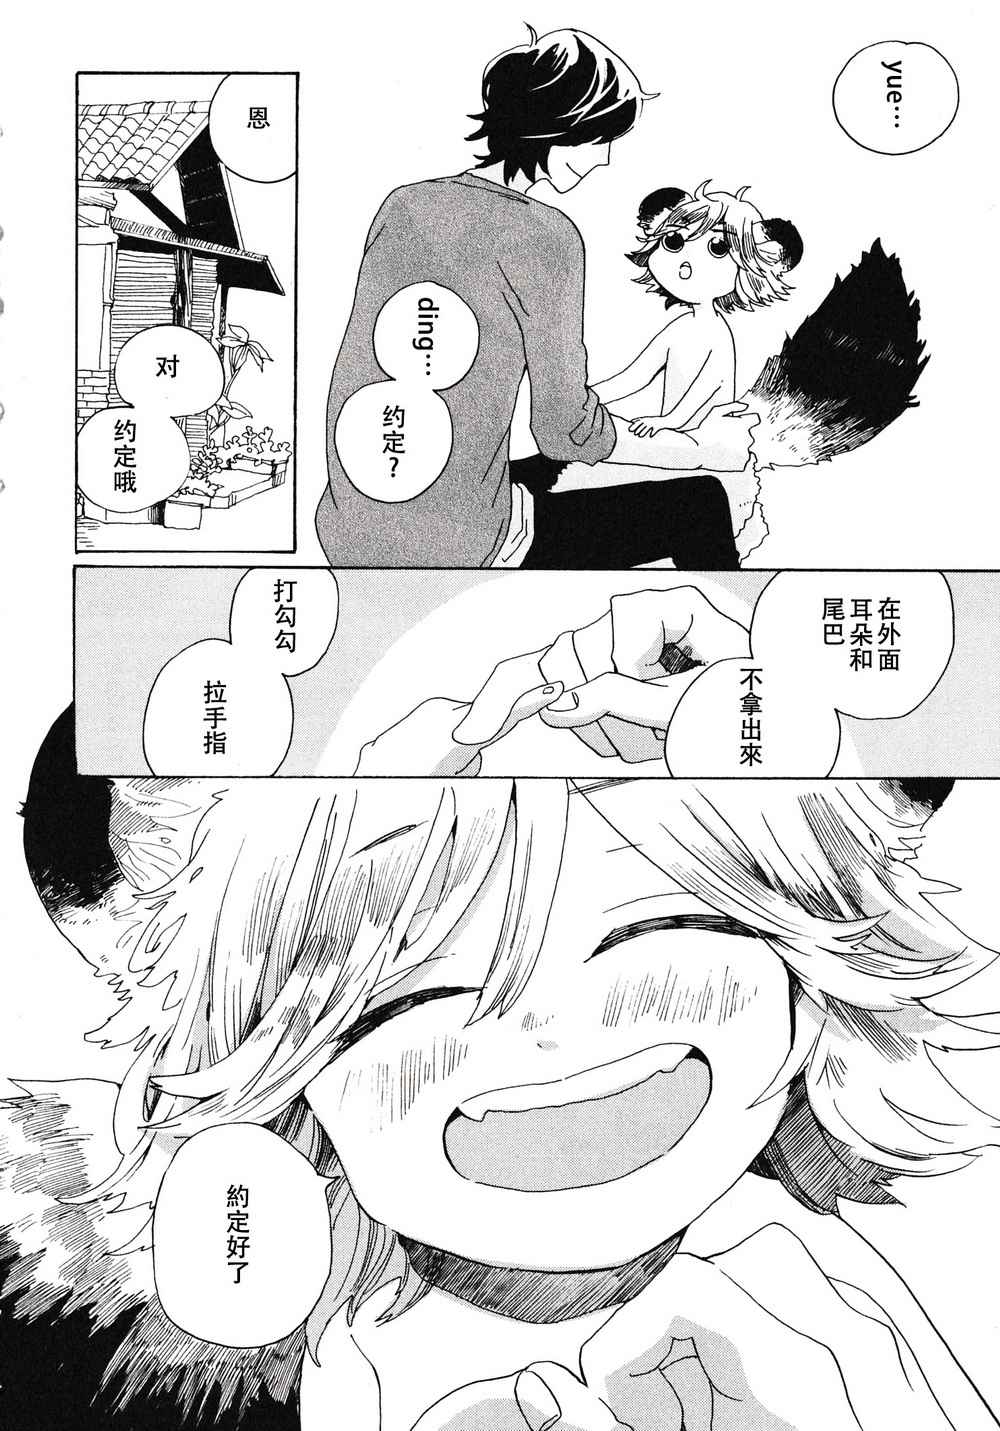 yue…
ding…
约定?
恩
对
约定哦
在外面
耳朵和
尾巴
不拿出來
打勾勾
拉手指
約定好了